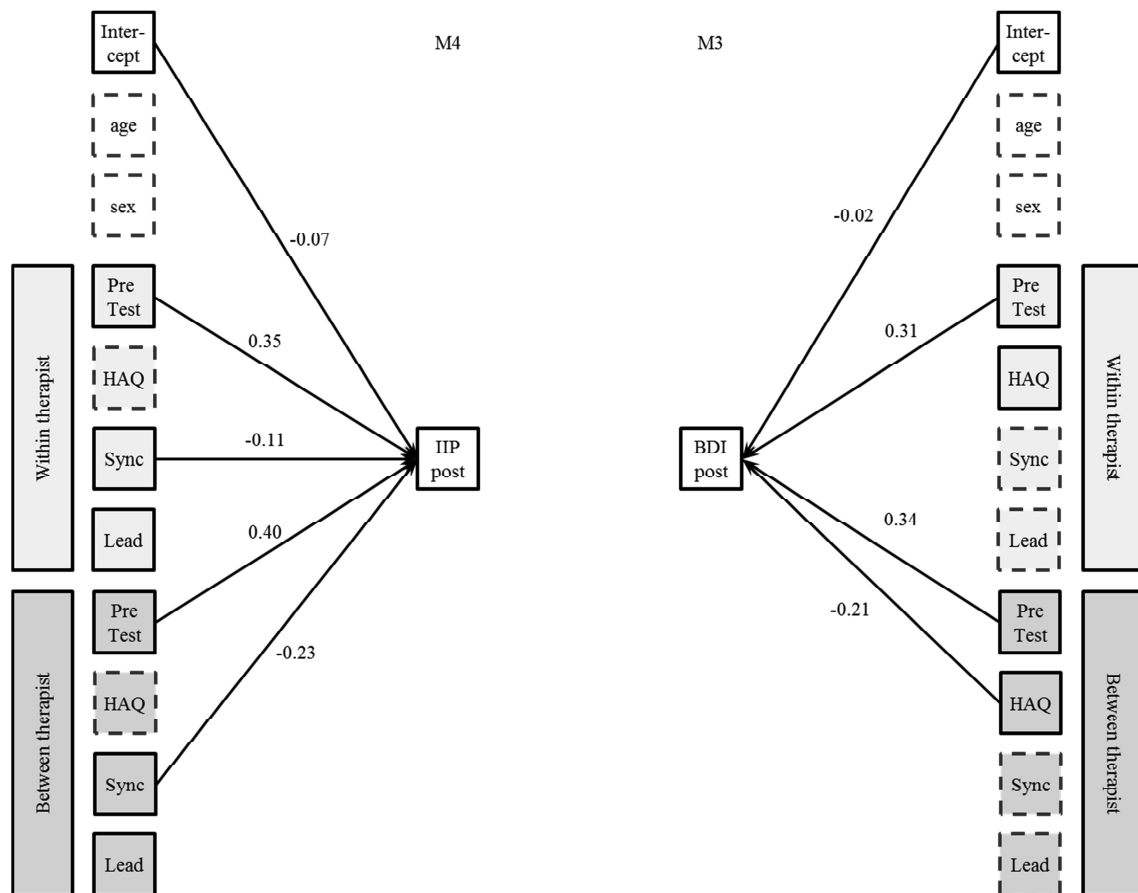 Inter-
cept
M4
M3
Inter-
cept
age
age
sex
sex
-0.07
-0.02
Within therapist
Pre
Test
0.35
HAQ
Sync
-0.11
Lead
0.40
IIP
post
BDI
post
0.31
Pre
Test
HAQ
Sync
0.34
Lead
Within therapist
Between therapist
Pre
Test
-0.23
HAQ
Sync
Lead
-0.21
Pre
Test
HAQ
Sync
Lead
Between therapist